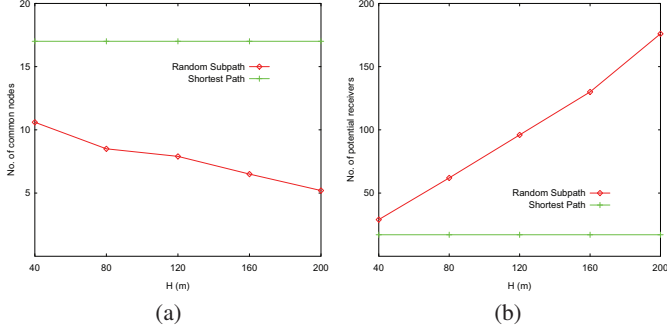 20
15
10
5
No. of common nodes
Random Subpath
Shortest Path
40
80
120
160
200
H (m)
(a)
200
150
100
50
No. of potential receivers
Random Subpath
Shortest Path
40
80
120
160
200
H (m)
(b)